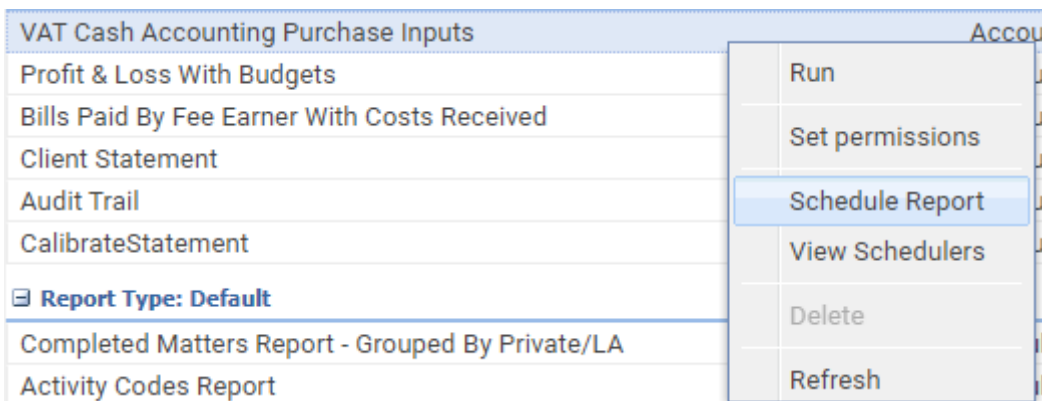 VAT Cash Accounting Purchase Inputs
Profit & Loss With Budgets
Bills Paid By Fee Earner With Costs Received
Client Statement
Audit Trail
CalibrateStatement
Report Type: Default
Completed Matters Report - Grouped By Private/LA
Activity Codes Report
Run
Set permissions
Schedule Report
View Schedulers
Delete
Refresh